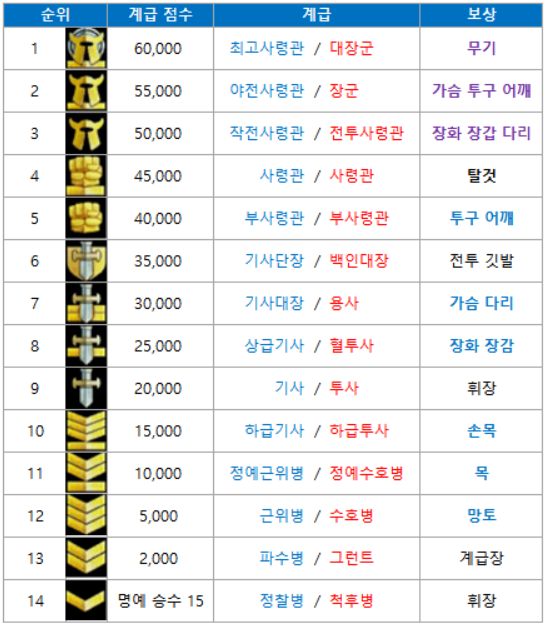 순위 계급 점수 계급 보상
1 60,000 최고사령관 / 대장군 무기
2 55,000 야전사령관 / 장군 가슴 투구 어깨
3 50,000 작전사령관 / 전투사령관 장화 장갑 다리
4 45,000 사령관 / 사령관 탈것
5 40,000 부사령관 / 부사령관 투구 어깨
6 35,000 기사단장 / 백인대장 전투 깃발
7 30,000 기사대장 / 용사 가슴 다리
8 25,000 상급기사 / 혈투사 장화 장감
9 20,000 기사 / 투사 휘장
10 15,000 하급기사 / 하급투사 손목
11 10,000 정예근위병 / 정예수호병 목
12 5,000 근위병 / 수호병 망토
13 2,000 파수병 / 그런트 계급장
14 명예 승수 15 정찰병 / 척후병 휘장